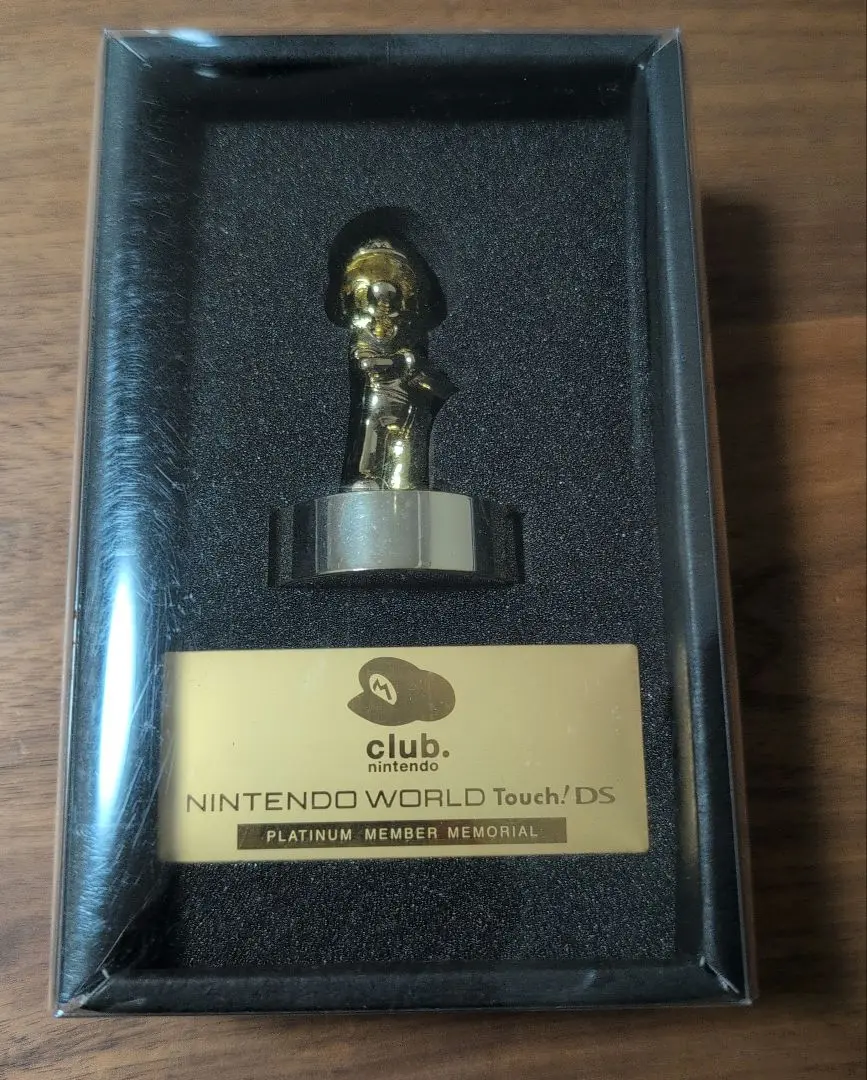 M
club.
nintendo
NINTENDO WORLD Touch! DS
PLATINUM MEMBER MEMORIAL